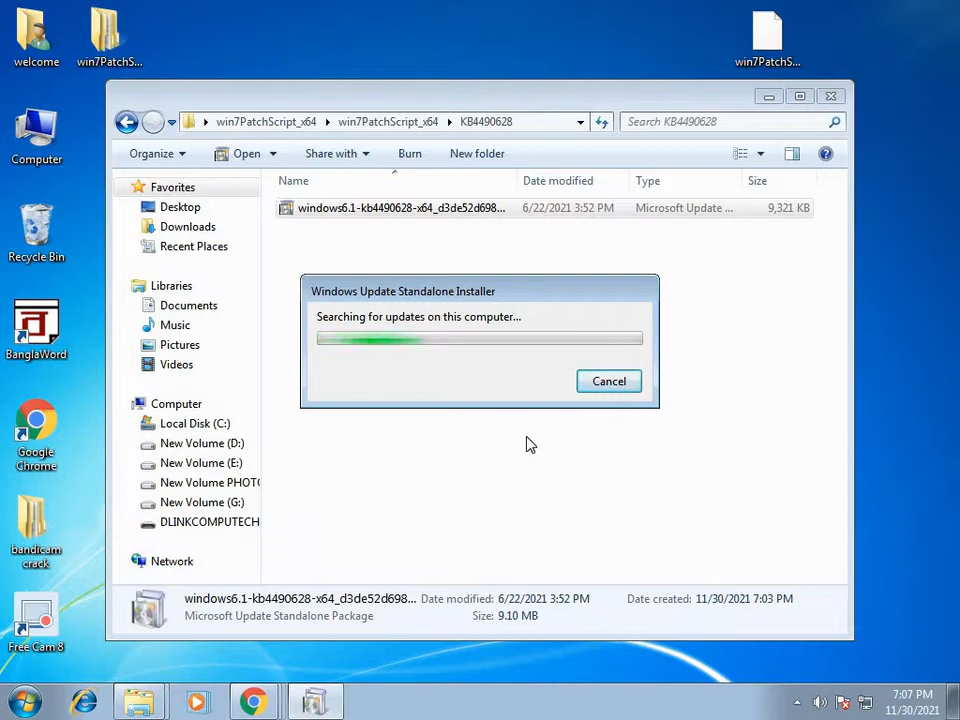 welcome
win7PatchS...
win7PatchS...
Computer
Recycle Bin
BanglaWord
Google
Chrome
bandicam
crack
Free Cam 8
win7PatchScript_x64
win7PatchScript_x64
KB4490628
Search KB4490628
Organize
Open
Share with
Burn
New folder
Name
Date modified
Type
Size
windows6.1-kb4490628-x64_d3de52d698...
6/22/2021 3:52 PM
Microsoft Update ...
9,321 KB
Favorites
Desktop
Downloads
Recent Places
Libraries
Documents
Music
Pictures
Videos
Computer
Local Disk (C:)
New Volume (D:)
New Volume (E:)
New Volume PHOTO
New Volume (G:)
DLINKCOMPUTECH
Network
Windows Update Standalone Installer
Searching for updates on this computer...
Cancel
windows6.1-kb4490628-x64_d3de52d698...
Date modified: 6/22/2021 3:52 PM
Date created: 11/30/2021 7:03 PM
Microsoft Update Standalone Package
Size: 9.10 MB
7:07 PM
11/30/2021